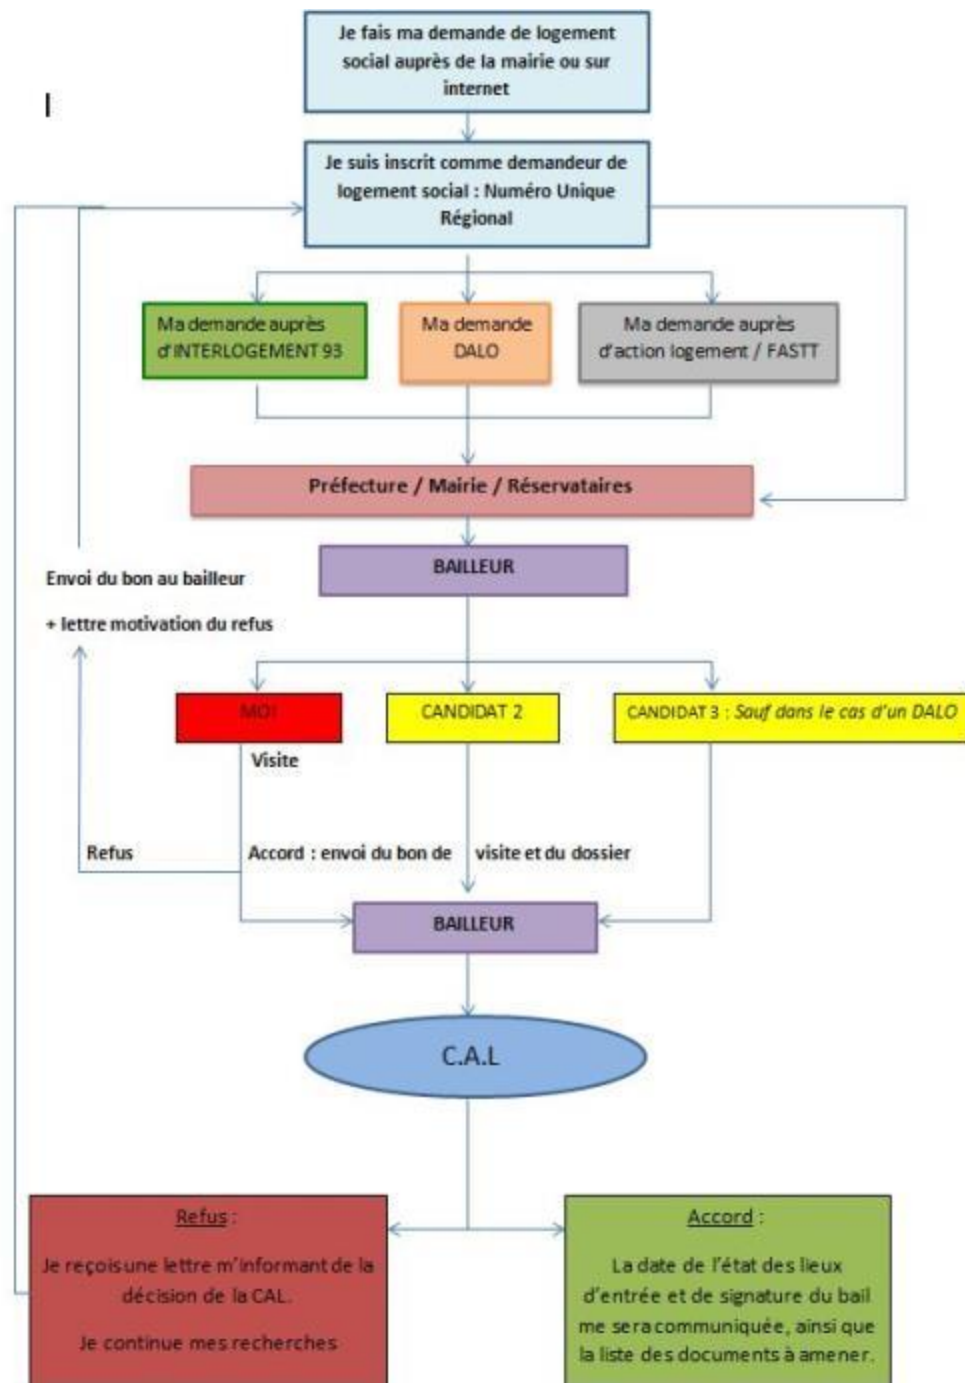 Je fais ma demande de logement
social auprès de la mairie ou sur
internet
Je suis inscrit comme demandeur de
logement social : Numéro Unique
Régional
Ma demande auprès
d'INTERLOGEMENT 93
Ma demande
DALO
Ma demande auprès
d'action logement / FASTT
Préfecture / Mairie / Réservataires
BAILLEUR
Envoi du bon au bailleur
+ lettre motivation du refus
MOI
CANDIDAT 2
CANDIDAT 3 : Sauf dans le cas d'un DALO
Visite
Refus
Accord : envoi du bon de visite et du dossier
BAILLEUR
C.A.L
Refus :
Je reçois une lettre m'informant de la
décision de la CAL.
Je continue mes recherches
Accord :
La date de l'état des lieux
d'entrée et de signature du bail
me sera communiquée, ainsi que
la liste des documents à amener.